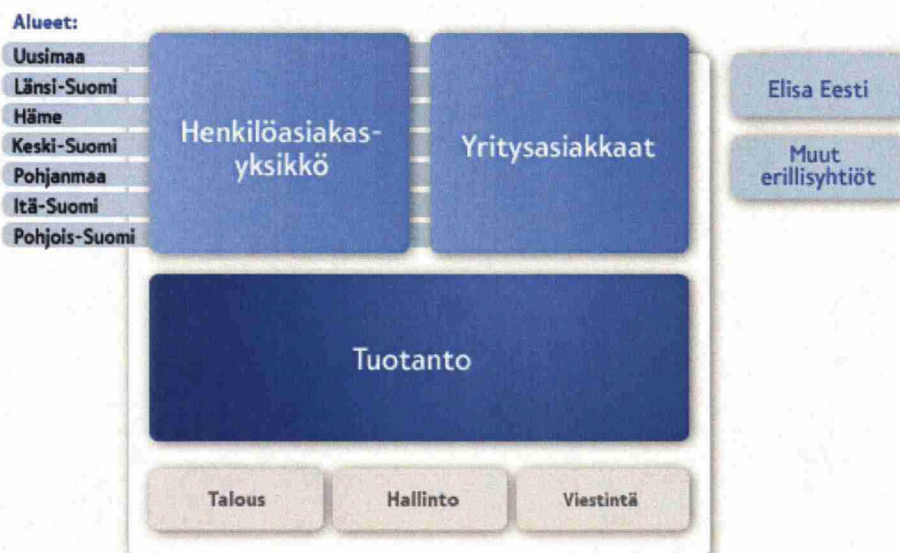 Alueet:
Uusimaa
Länsi-Suomi
Häme
Keski-Suomi
Pohjanmaa
Itä-Suomi
Pohjois-Suomi
Henkilöasiakas-
yksikkö
Yritysasiakkaat
Elisa Eesti
Muut
erillisyhtiöt
Tuotanto
Talous
Hallinto
Viestintä